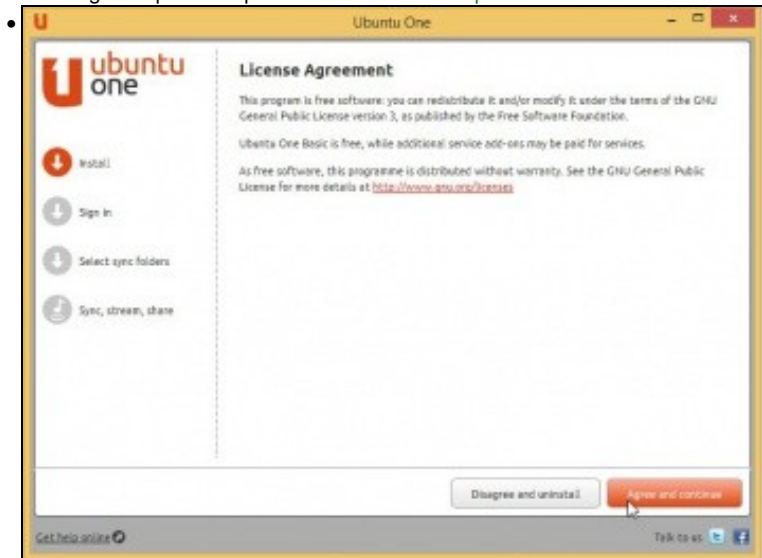 Ubuntu One
ubuntu
one
License Agreement
This program is free software: you can redistribute it and/or modify it under the terms of the GNU
General Public License version 3, as published by the Free Software Foundation.
Ubuntu One Basic is free, while additional service add-ons may be paid for services.
As free software, this programme is distributed without warranty. See the GNU General Public
License for more details at http://www.gnu.org/licenses
Install
Sign in
Select sync folders
Sync, stream, share
Disagree and uninstall
Agree and continue
Get help online
Talk to us